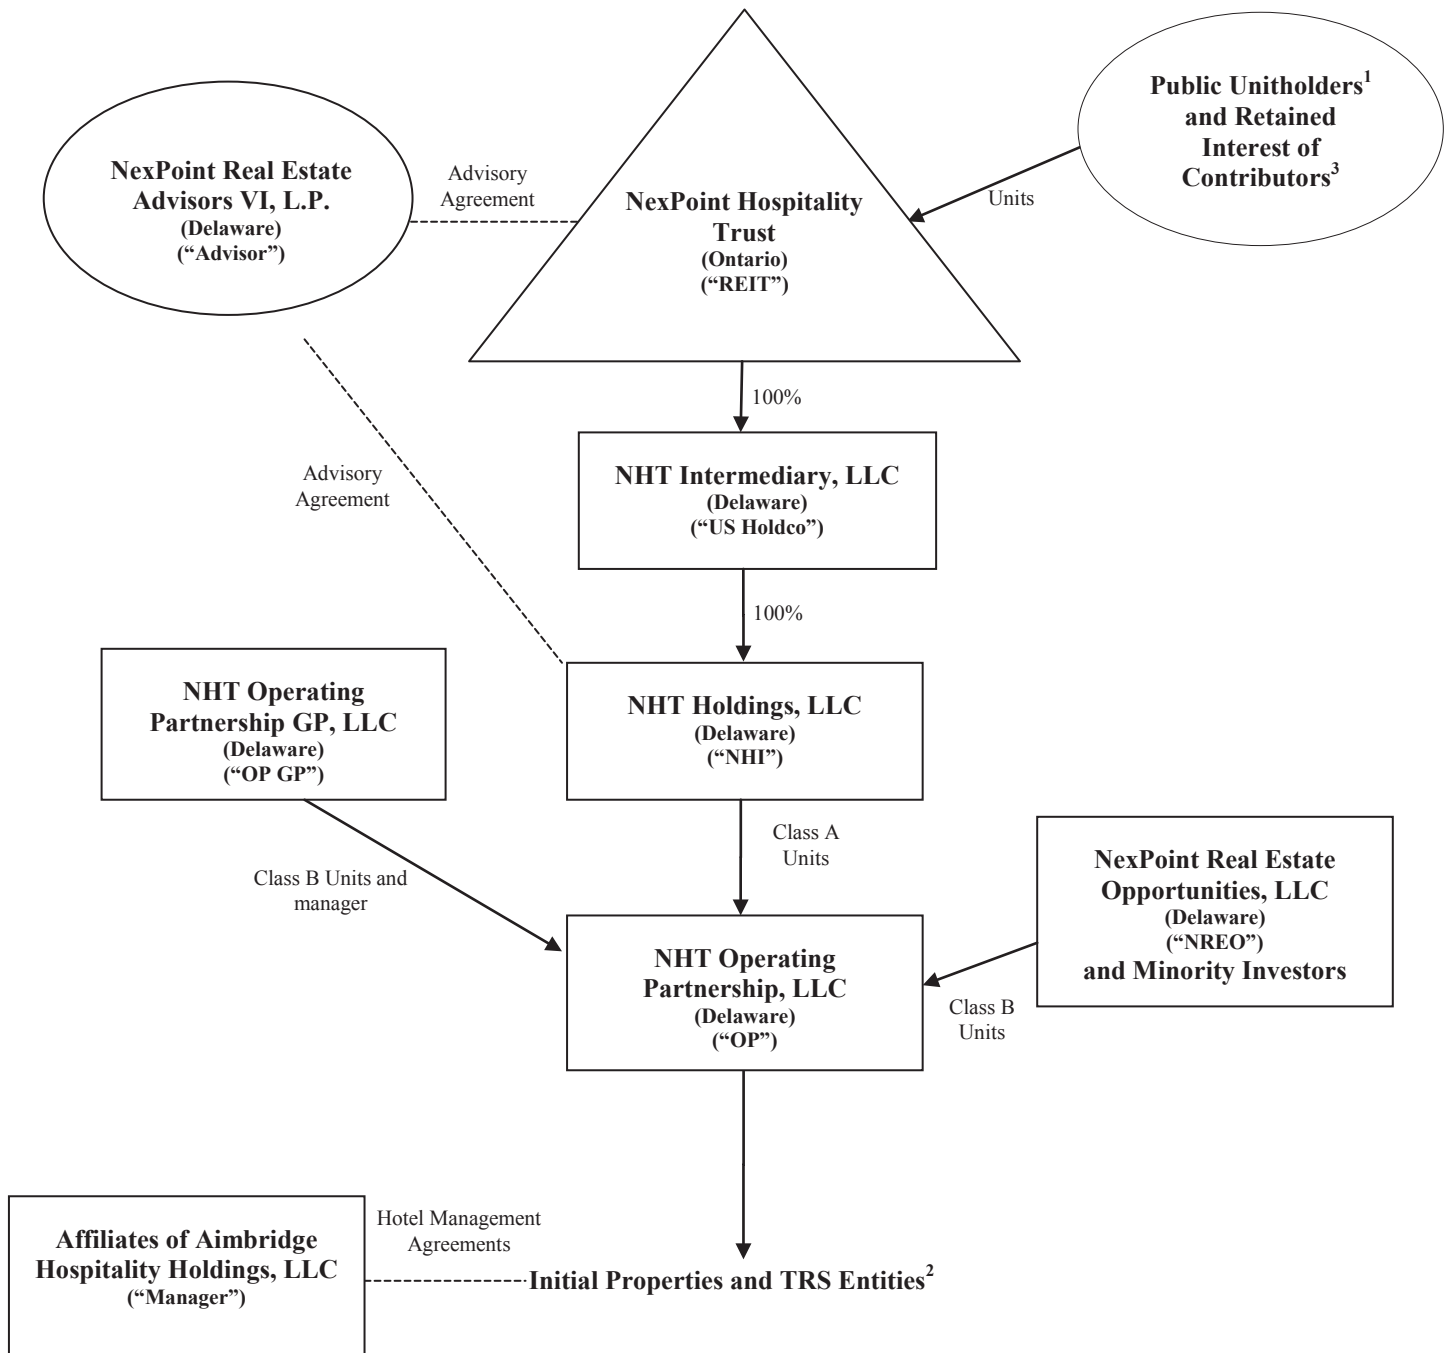 NexPoint Real Estate
Advisors VI, L.P.
(Delaware)
(“Advisor”)
Advisory
Agreement
NexPoint Hospitality
Trust
(Ontario)
(“REIT”)
Units
Public Unitholders¹
and Retained
Interest of
Contributors³
100%
Advisory
Agreement
NHT Intermediary, LLC
(Delaware)
(“US Holdco”)
100%
NHT Operating
Partnership GP, LLC
(Delaware)
(“OP GP”)
NHT Holdings, LLC
(Delaware)
(“NHI”)
Class A
Units
Class B Units and
manager
NexPoint Real Estate
Opportunities, LLC
(Delaware)
(“NREO”)
and Minority Investors
NHT Operating
Partnership, LLC
(Delaware)
(“OP”)
Class B
Units
Affiliates of Aimbridge
Hospitality Holdings, LLC
(“Manager”)
Hotel Management
Agreements
Initial Properties and TRS Entities²